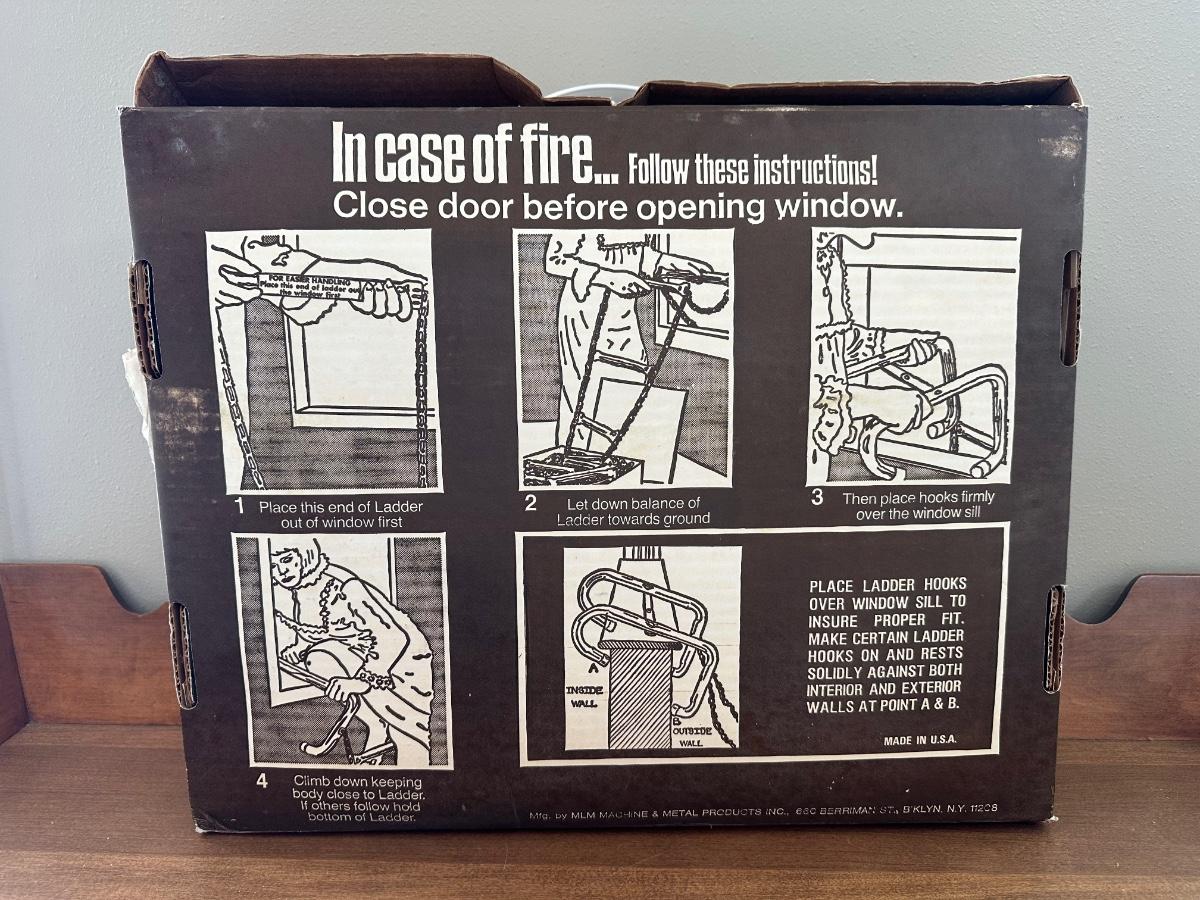 In case of fire... Follow these instructions!
Close door before opening window.
FOR EASIER HANDLING
Place this end of ladder out
the window first
1 Place this end of Ladder
out of window first
2 Let down balance of
Ladder towards ground
3 Then place hooks firmly
over the window sill
4 Climb down keeping
body close to Ladder.
If others follow hold
bottom of Ladder.
A
INSIDE
WALL
B
OUTSIDE
WALL
PLACE LADDER HOOKS
OVER WINDOW SILL TO
INSURE PROPER FIT.
MAKE CERTAIN LADDER
HOOKS ON AND RESTS
SOLIDLY AGAINST BOTH
INTERIOR AND EXTERIOR
WALLS AT POINT A & B.
MADE IN U.S.A.
Mfg. by MLM MACHINE & METAL PRODUCTS INC., BERRIMAN ST., B'KLYN, N.Y. 11208